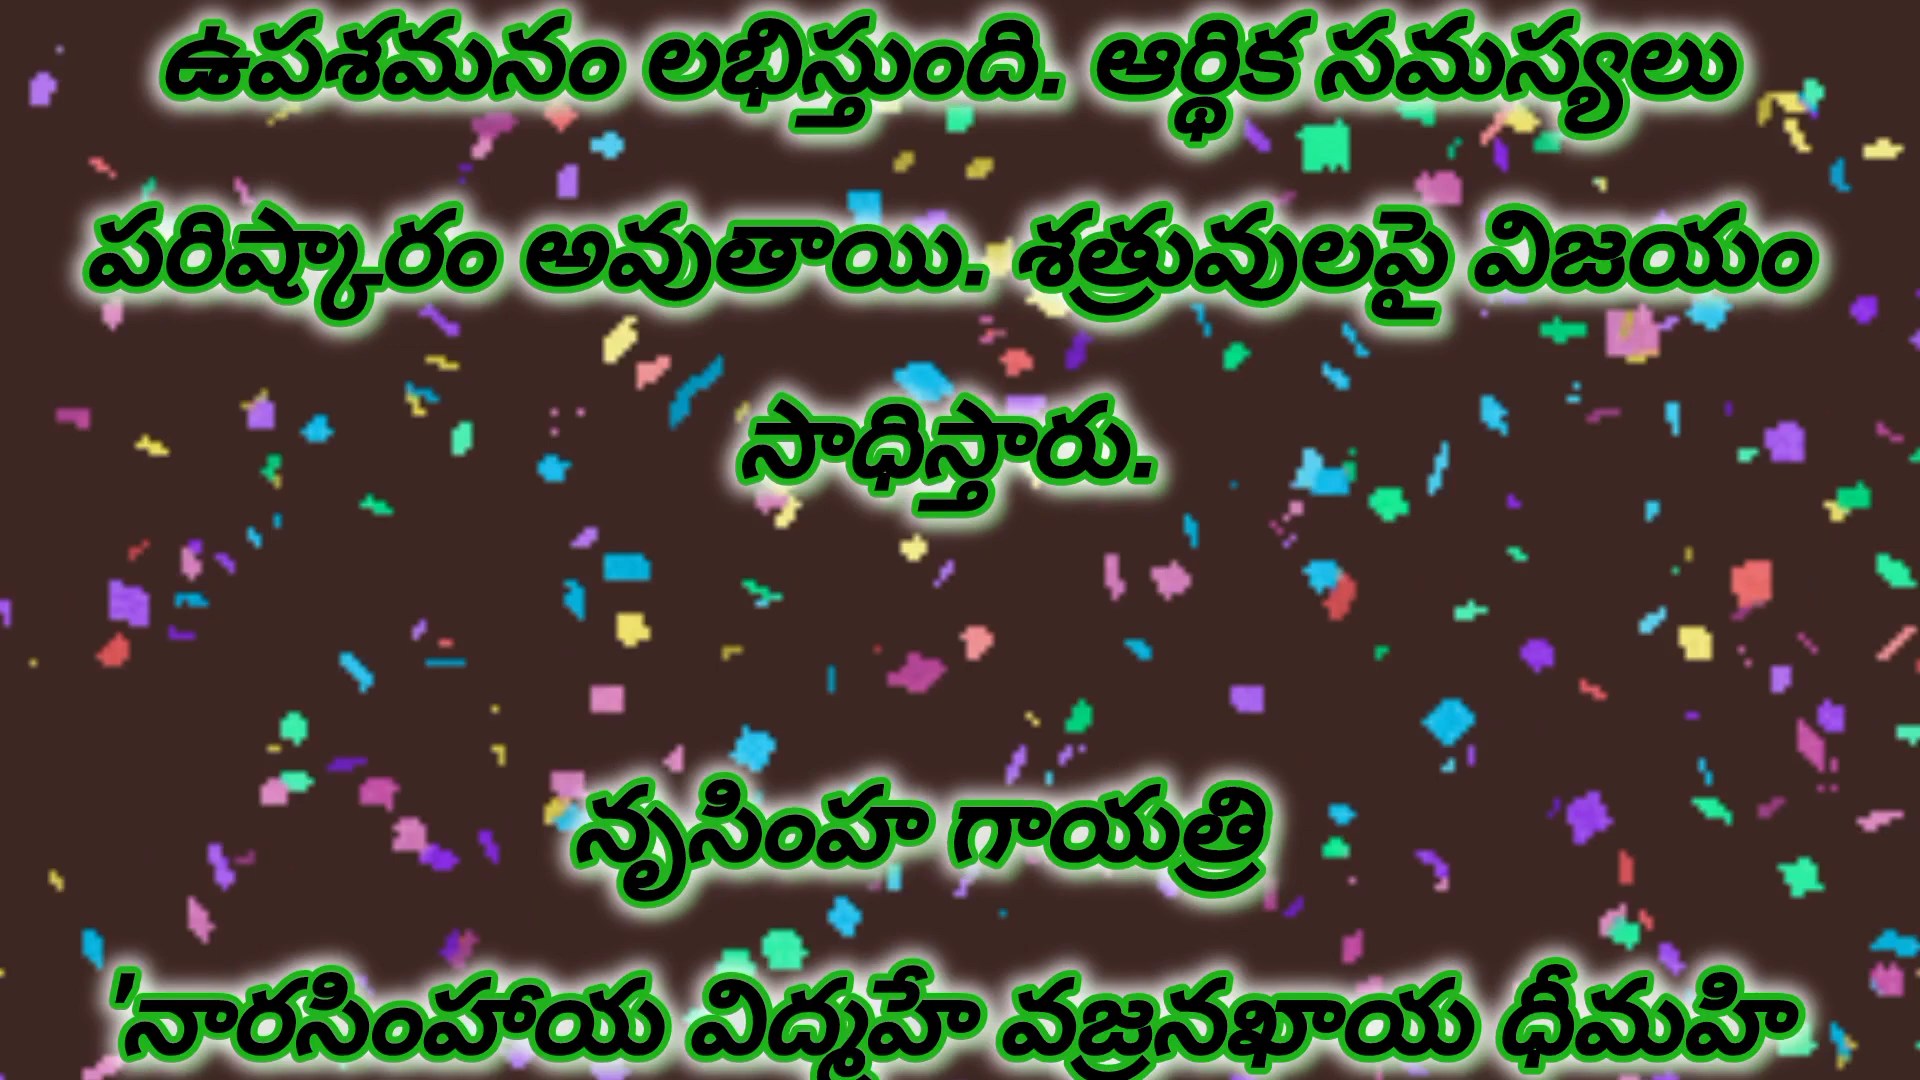 ఉపశమనం లభిస్తుంది. ఆర్థిక సమస్యలు
పరిష్కారం అవుతాయి. శత్రువులపై విజయం
సాధిస్తారు.
నృసింహ గాయత్రి
'నారసింహాయ విద్మహే వజ్రనఖాయ ధీమహి